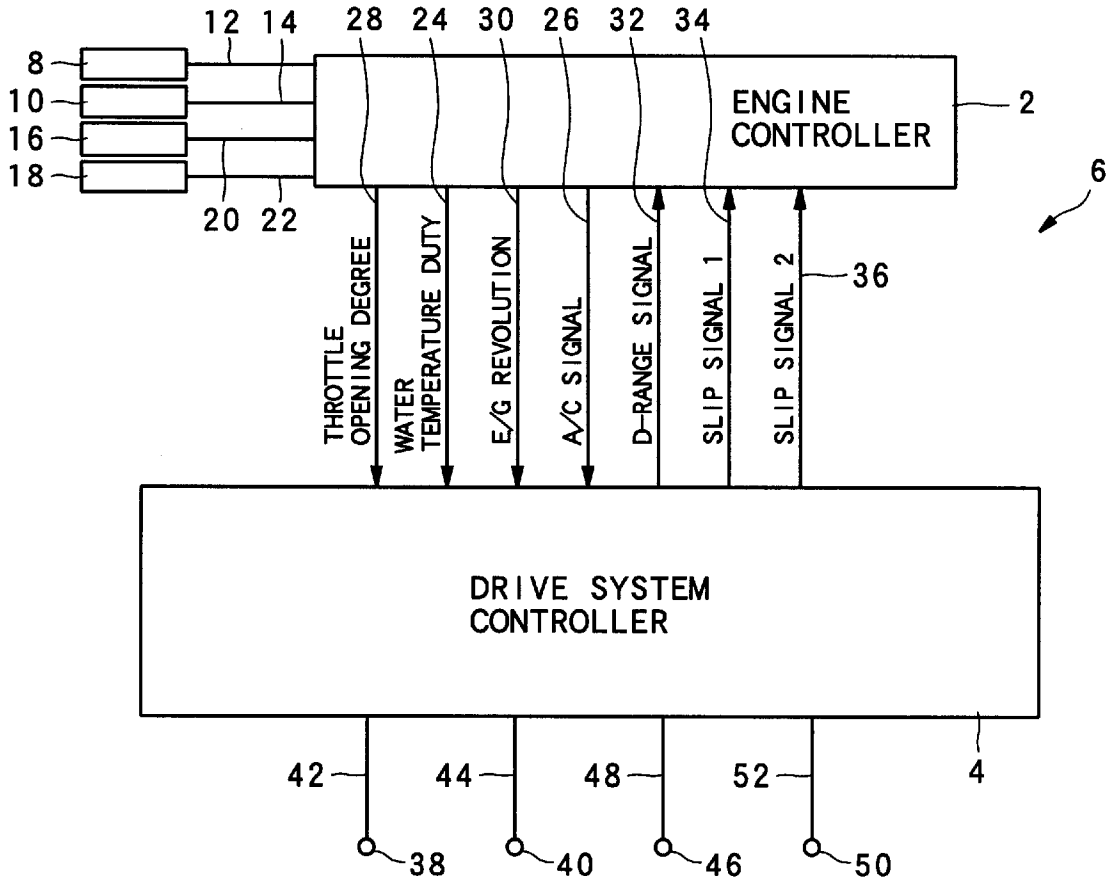 12 14 28 24 30 26 32 34
8
10
16
18
20 22
ENGINE
CONTROLLER
2
6
THROTTLE
OPENING DEGREE
WATER
TEMPERATURE DUTY
E/G REVOLUTION
A/C SIGNAL
D-RANGE SIGNAL
SLIP SIGNAL 1
SLIP SIGNAL 2
36
DRIVE SYSTEM
CONTROLLER
4
42 44 48 52
38 40 46 50